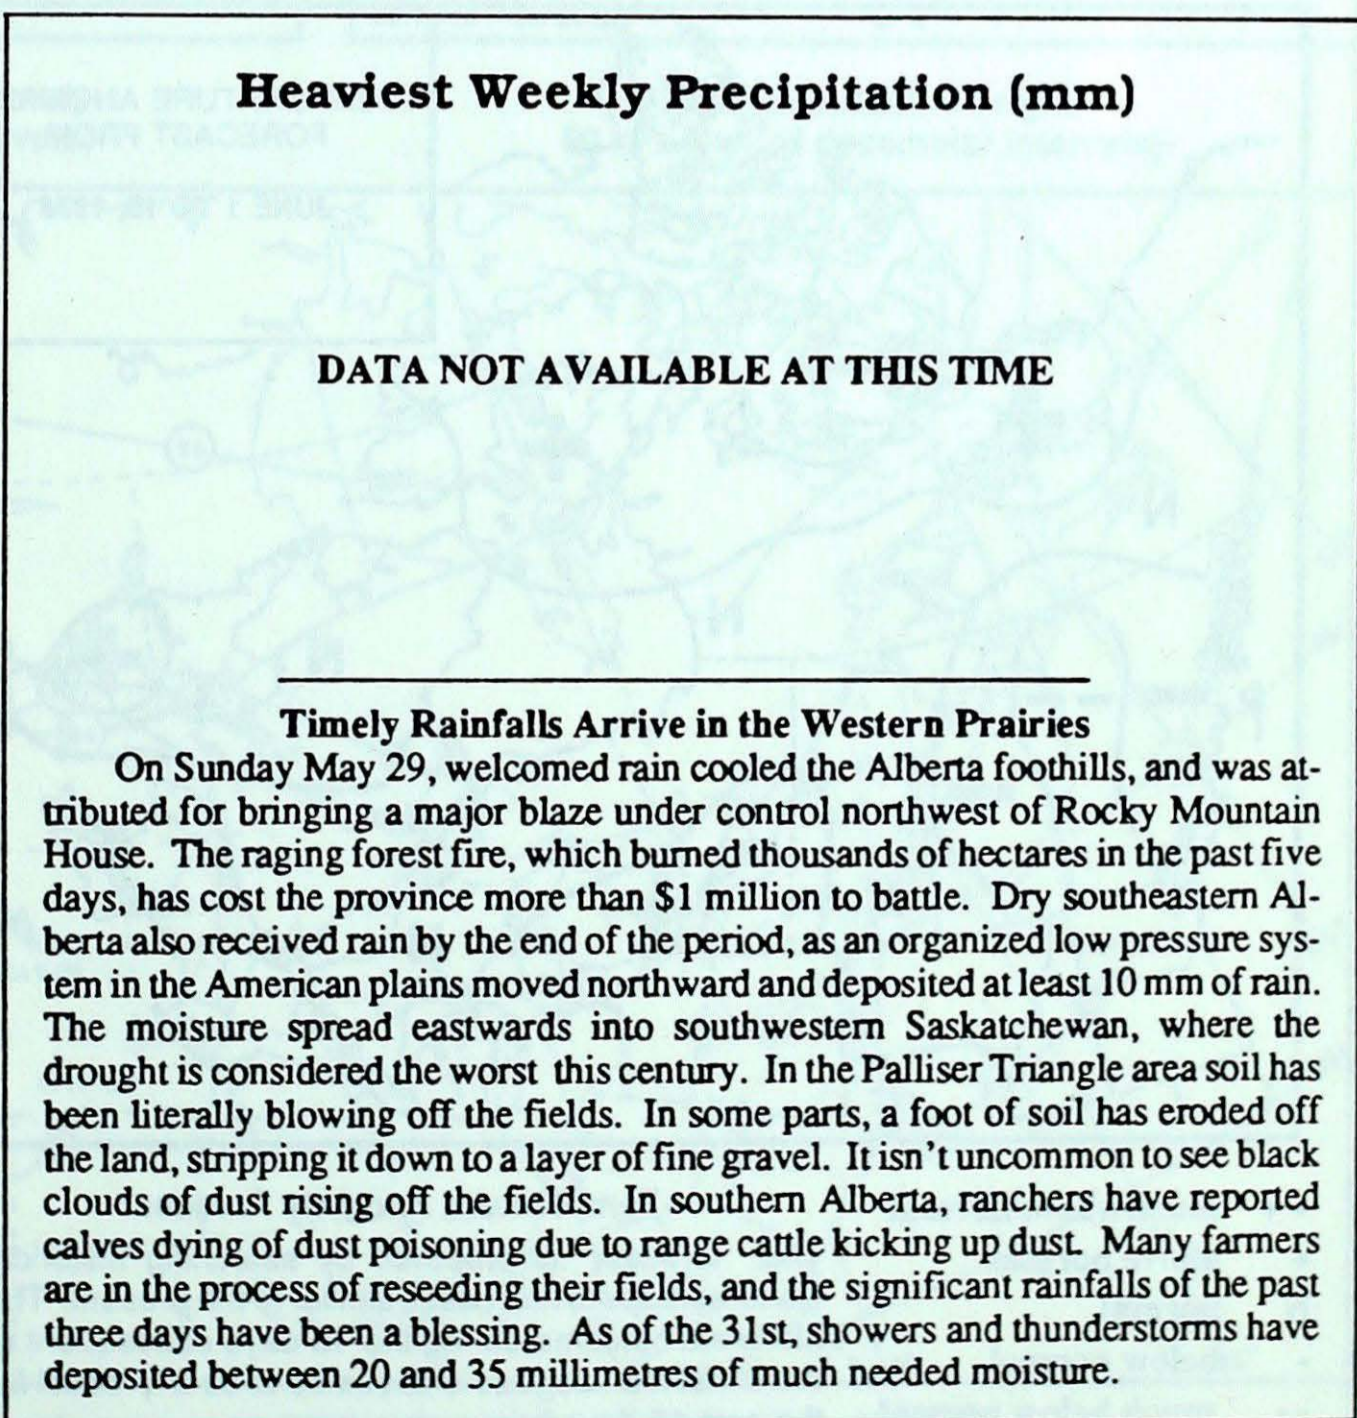 Heaviest Weekly Precipitation (mm)
DATA NOT AVAILABLE AT THIS TIME
Timely Rainfalls Arrive in the Western Prairies
On Sunday May 29, welcomed rain cooled the Alberta foothills, and was at-
tributed for bringing a major blaze under control northwest of Rocky Mountain
House. The raging forest fire, which burned thousands of hectares in the past five
days, has cost the province more than $1 million to battle. Dry southeastern Al-
berta also received rain by the end of the period, as an organized low pressure sys-
tem in the American plains moved northward and deposited at least 10 mm of rain.
The moisture spread eastwards into southwestern Saskatchewan, where the
drought is considered the worst this century. In the Palliser Triangle area soil has
been literally blowing off the fields. In some parts, a foot of soil has eroded off
the land, stripping it down to a layer of fine gravel. It isn't uncommon to see black
clouds of dust rising off the fields. In southern Alberta, ranchers have reported
calves dying of dust poisoning due to range cattle kicking up dust. Many farmers
are in the process of reseeding their fields, and the significant rainfalls of the past
three days have been a blessing. As of the 31st, showers and thunderstorms have
deposited between 20 and 35 millimetres of much needed moisture.